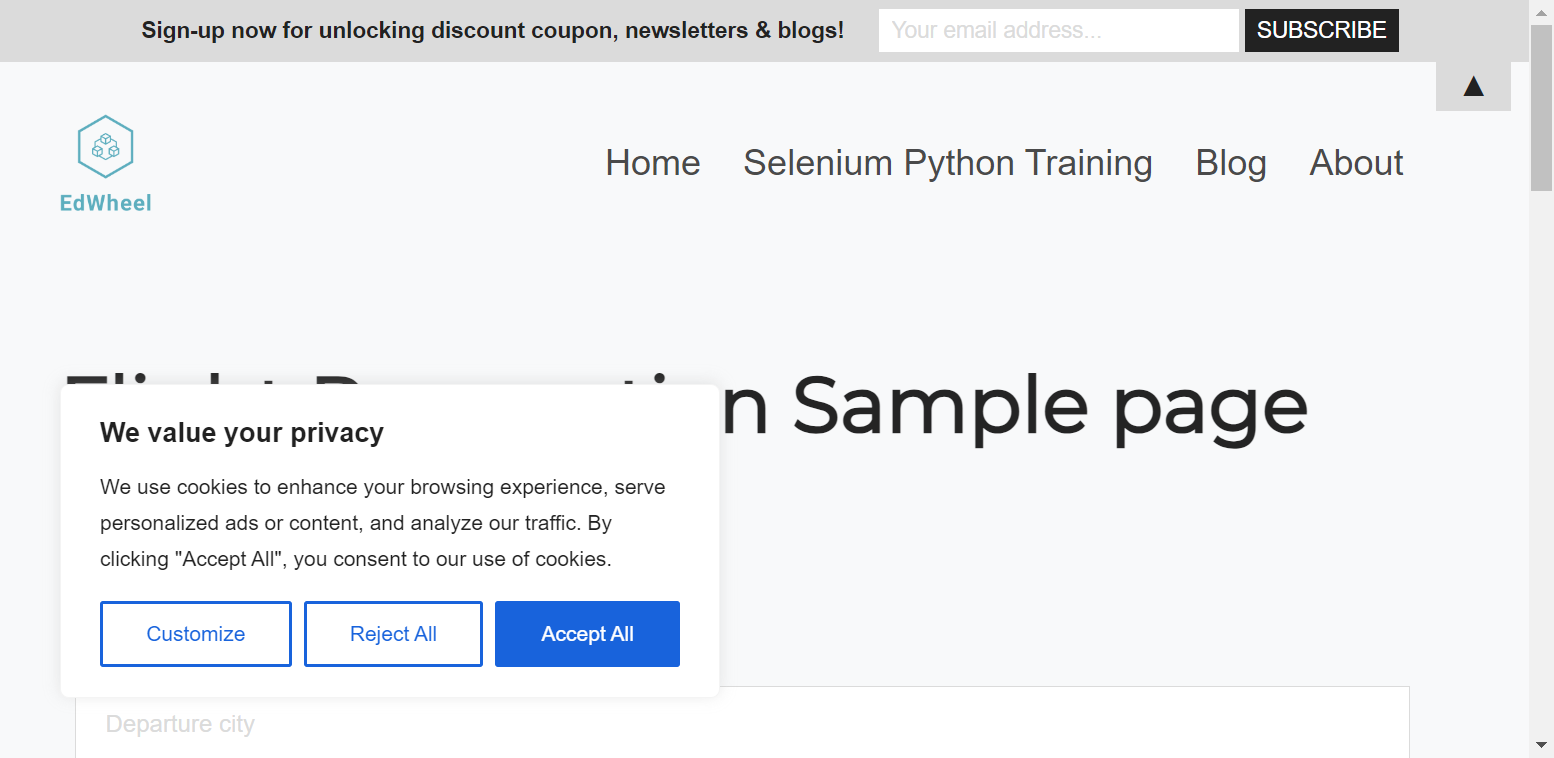 Sign-up now for unlocking discount coupon, newsletters & blogs!
Your email address...
SUBSCRIBE
▲
EdWheel
Home Selenium Python Training Blog About
Sample page
We value your privacy
We use cookies to enhance your browsing experience, serve
personalized ads or content, and analyze our traffic. By
clicking "Accept All", you consent to our use of cookies.
Customize
Reject All
Accept All
Departure city